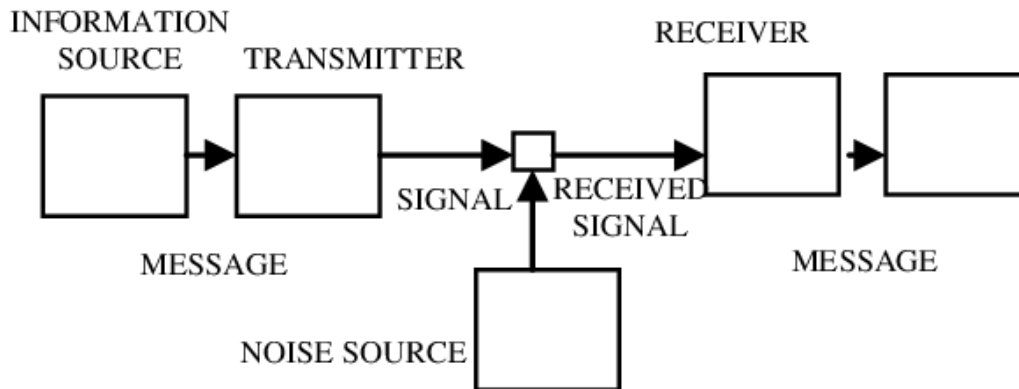 INFORMATION
SOURCE
TRANSMITTER
RECEIVER
SIGNAL
RECEIVED
SIGNAL
MESSAGE
MESSAGE
NOISE SOURCE